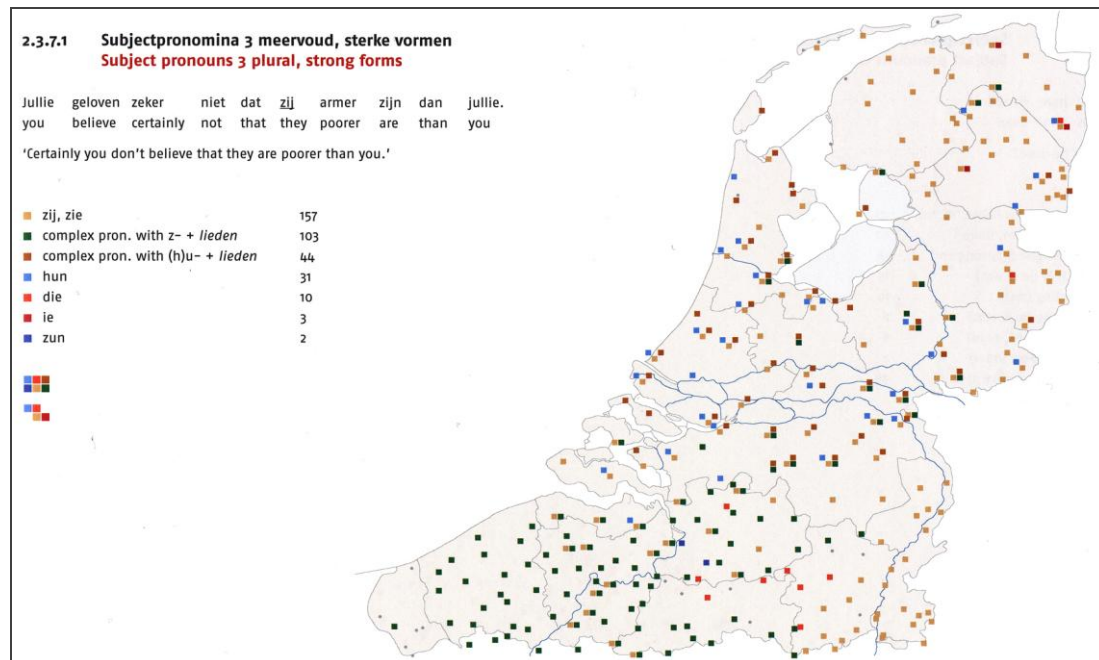 2.3.7.1 Subjectpronomina 3 meervoud, sterke vormen
Subject pronouns 3 plural, strong forms
Jullie geloven zeker niet dat zij armer zijn dan jullie.
you believe certainly not that they poorer are than you
'Certainly you don't believe that they are poorer than you.'
zij, zie 157
complex pron. with z- + lieden 103
complex pron. with (h)u- + lieden 44
hun 31
die 10
ie 3
zun 2